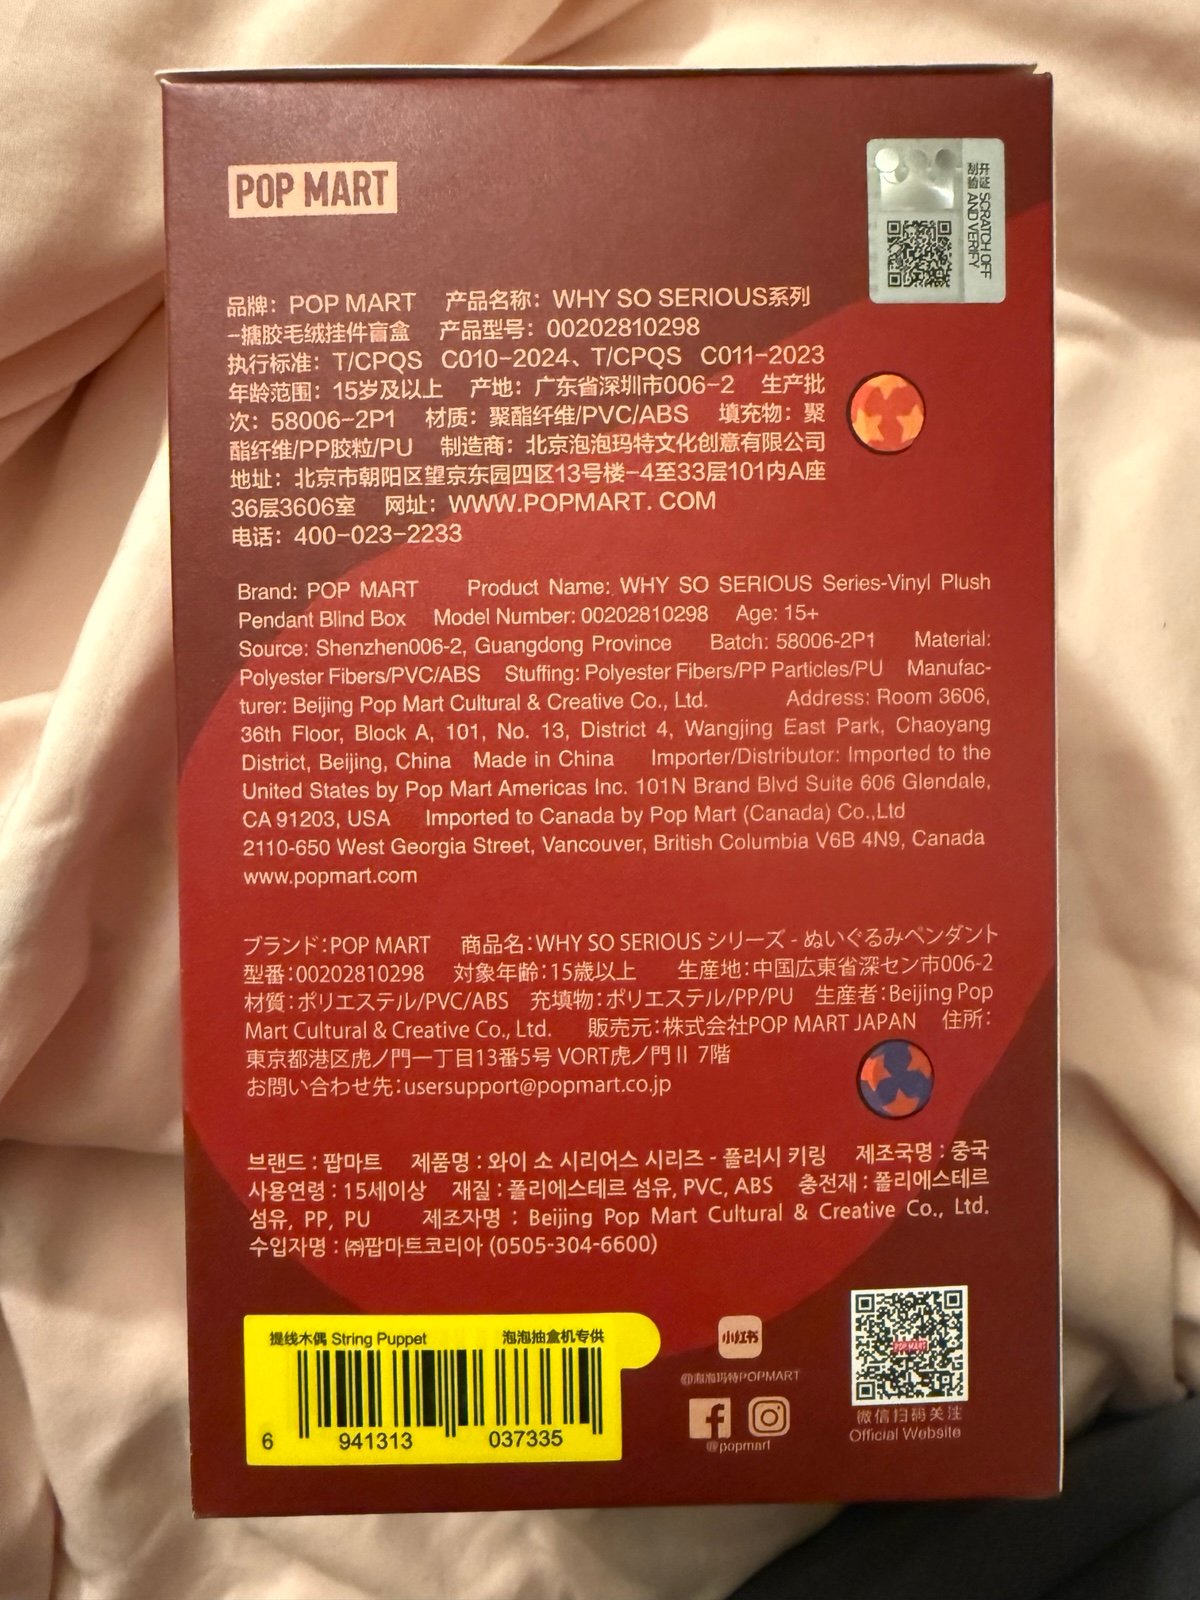 POP MART
开 刮
涎 验
SCRATCH OFF
AND VERIFY
品牌：POP MART 产品名称：WHY SO SERIOUS系列
-搪胶毛绒挂件盲盒 产品型号：00202810298
执行标准：T/CPQS C010-2024、T/CPQS C011-2023
年龄范围：15岁及以上 产地：广东省深圳市006-2 生产批
次：58006-2P1 材质：聚酯纤维/PVC/ABS 填充物：聚
酯纤维/PP胶粒/PU 制造商：北京泡泡玛特文化创意有限公司
地址：北京市朝阳区望京东园四区13号楼-4至33层101内A座
36层3606室 网址：WWW.POPMART. COM
电话：400-023-2233
Brand: POP MART Product Name: WHY SO SERIOUS Series-Vinyl Plush
Pendant Blind Box Model Number: 00202810298 Age: 15+
Source: Shenzhen006-2, Guangdong Province Batch: 58006-2P1 Material:
Polyester Fibers/PVC/ABS Stuffing: Polyester Fibers/PP Particles/PU Manufac-
turer: Beijing Pop Mart Cultural & Creative Co., Ltd. Address: Room 3606,
36th Floor, Block A, 101, No. 13, District 4, Wangjing East Park, Chaoyang
District, Beijing, China Made in China Importer/Distributor: Imported to the
United States by Pop Mart Americas Inc. 101N Brand Blvd Suite 606 Glendale,
CA 91203, USA Imported to Canada by Pop Mart (Canada) Co.,Ltd
2110-650 West Georgia Street, Vancouver, British Columbia V6B 4N9, Canada
www.popmart.com
ブランド：POP MART 商品名：WHY SO SERIOUS シリーズ - ぬいぐるみペンダント
型番：00202810298 対象年齢：15歳以上 生産地：中国広東省深セン市006-2
材質：ポリエステル/PVC/ABS 充填物：ポリエステル/PP/PU 生産者：Beijing Pop
Mart Cultural & Creative Co., Ltd. 販売元：株式会社POP MART JAPAN 住所：
東京都港区虎ノ門一丁目13番5号 VORT虎ノ門Ⅱ 7階
お問い合わせ先：usersupport@popmart.co.jp
브랜드 : 팝마트 제품명 : 와이 소 시리어스 시리즈 - 플러시 키링 제조국명 : 중국
사용연령 : 15세이상 재질 : 폴리에스테르 섬유, PVC, ABS 충전재 : 폴리에스테르
섬유, PP, PU 제조자명 : Beijing Pop Mart Cultural & Creative Co., Ltd.
수입자명 : ㈜팝마트코리아 (0505-304-6600)
提线木偶 String Puppet 泡泡抽盒机专供
6 941313 037335
小红书
@泡泡玛特POPMART
@popmart
POP MART
微信扫码关注
Official Website